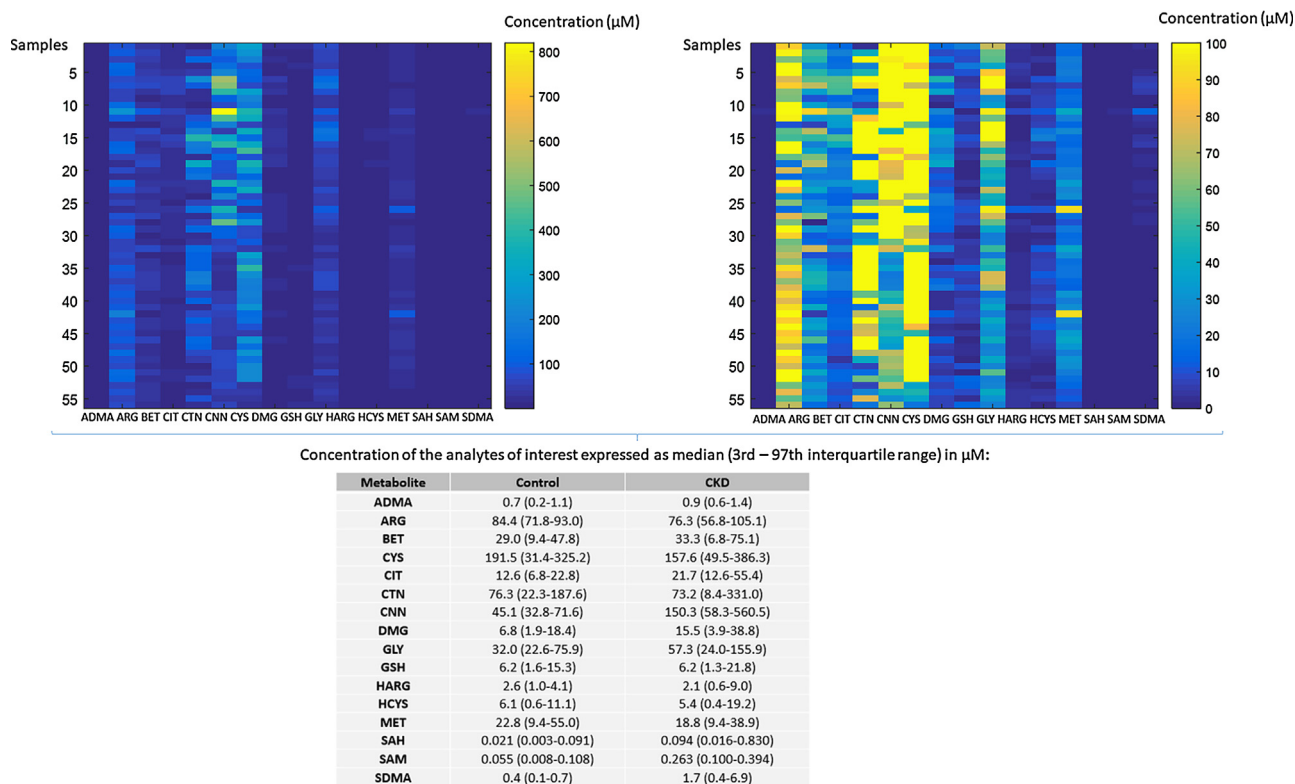 Concentration (µM)
Samples
800
700
600
500
400
300
200
100
5
10
15
20
25
30
35
40
45
50
55
ADMA ARG BET CIT CTN CNN CYS DMG GSH GLY HARG HCYS MET SAH SAM SDMA
Concentration (µM)
Samples
100
90
80
70
60
50
40
30
20
10
0
5
10
15
20
25
30
35
40
45
50
55
ADMA ARG BET CIT CTN CNN CYS DMG GSH GLY HARG HCYS MET SAH SAM SDMA
Concentration of the analytes of interest expressed as median (3rd – 97th interquartile range) in µM:
Metabolite Control CKD
ADMA 0.7 (0.2-1.1) 0.9 (0.6-1.4)
ARG 84.4 (71.8-93.0) 76.3 (56.8-105.1)
BET 29.0 (9.4-47.8) 33.3 (6.8-75.1)
CYS 191.5 (31.4-325.2) 157.6 (49.5-386.3)
CIT 12.6 (6.8-22.8) 21.7 (12.6-55.4)
CTN 76.3 (22.3-187.6) 73.2 (8.4-331.0)
CNN 45.1 (32.8-71.6) 150.3 (58.3-560.5)
DMG 6.8 (1.9-18.4) 15.5 (3.9-38.8)
GLY 32.0 (22.6-75.9) 57.3 (24.0-155.9)
GSH 6.2 (1.6-15.3) 6.2 (1.3-21.8)
HARG 2.6 (1.0-4.1) 2.1 (0.6-9.0)
HCYS 6.1 (0.6-11.1) 5.4 (0.4-19.2)
MET 22.8 (9.4-55.0) 18.8 (9.4-38.9)
SAH 0.021 (0.003-0.091) 0.094 (0.016-0.830)
SAM 0.055 (0.008-0.108) 0.263 (0.100-0.394)
SDMA 0.4 (0.1-0.7) 1.7 (0.4-6.9)